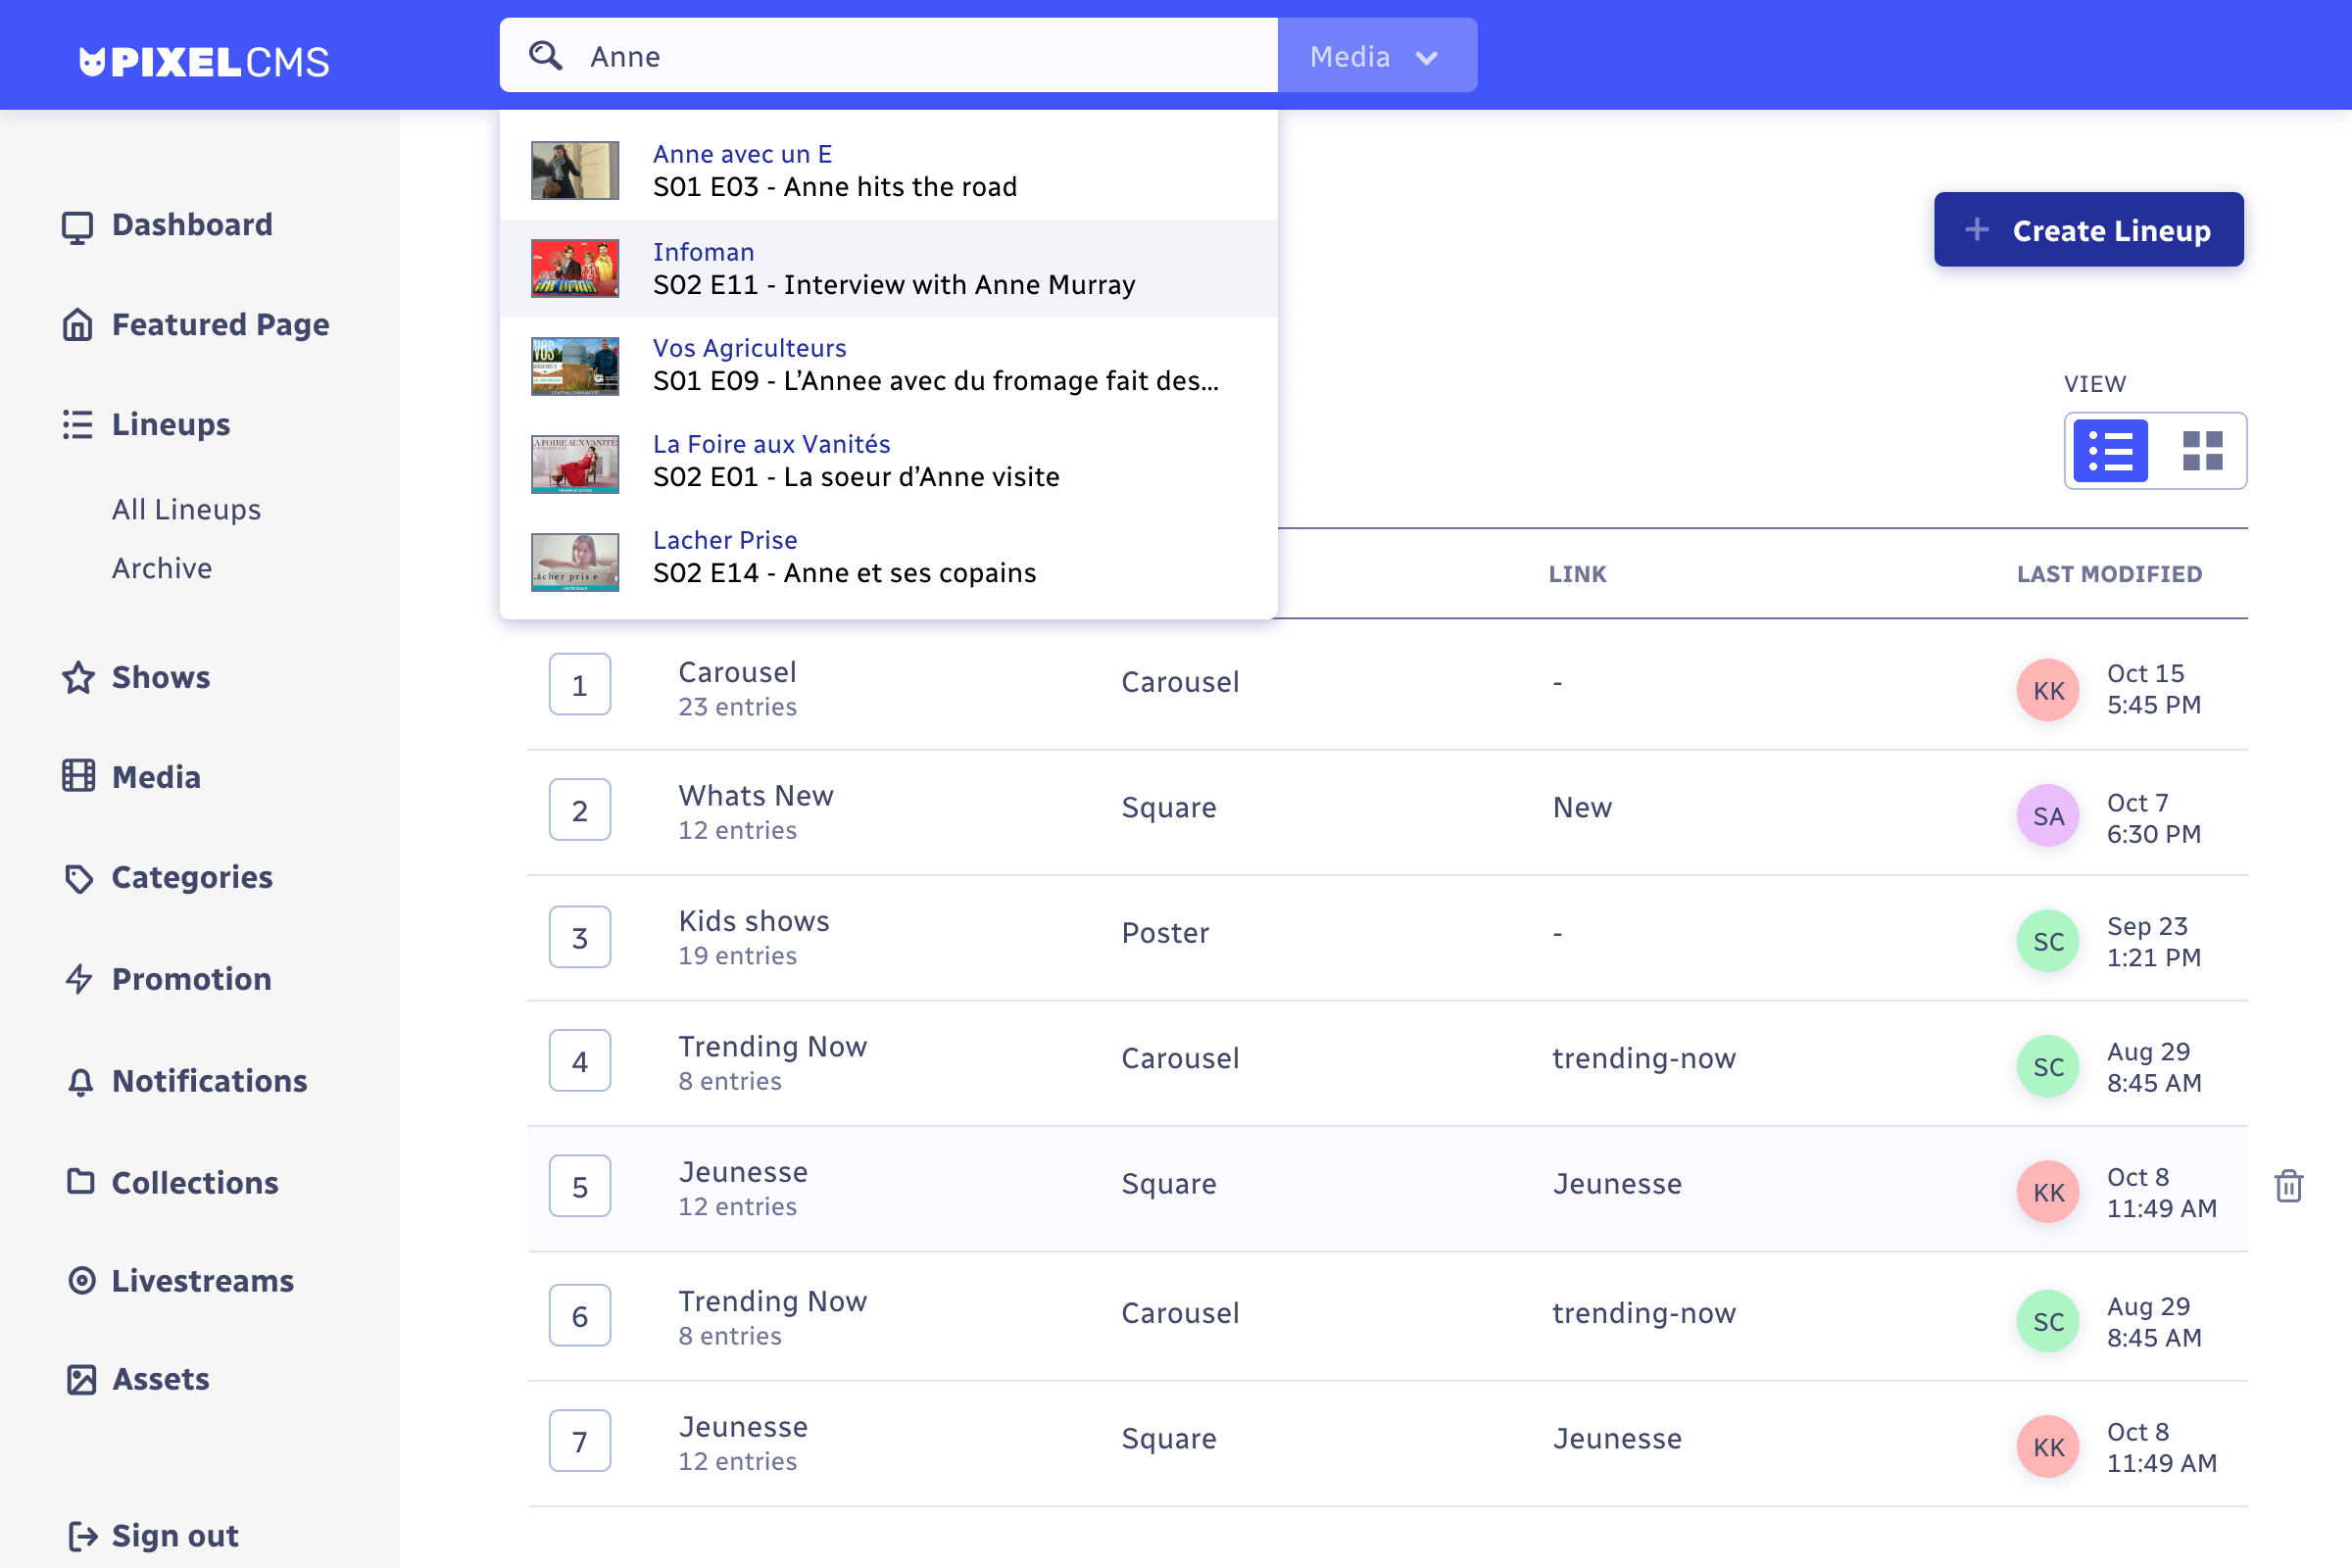 PIXELCMS
Anne
Media
Anne avec un E
S01 E03 - Anne hits the road
Infoman
S02 E11 - Interview with Anne Murray
Vos Agriculteurs
S01 E09 - L’Annee avec du fromage fait des...
La Foire aux Vanités
S02 E01 - La soeur d’Anne visite
Lacher Prise
S02 E14 - Anne et ses copains
INFOMAN
VOS
LA FOIRE AUX VANITÉS
lâcher prise
Dashboard
Featured Page
Lineups
All Lineups
Archive
Shows
Media
Categories
Promotion
Notifications
Collections
Livestreams
Assets
Sign out
+ Create Lineup
VIEW
LINK
LAST MODIFIED
1
Carousel
23 entries
Carousel
-
KK
Oct 15
5:45 PM
2
Whats New
12 entries
Square
New
SA
Oct 7
6:30 PM
3
Kids shows
19 entries
Poster
-
SC
Sep 23
1:21 PM
4
Trending Now
8 entries
Carousel
trending-now
SC
Aug 29
8:45 AM
5
Jeunesse
12 entries
Square
Jeunesse
KK
Oct 8
11:49 AM
6
Trending Now
8 entries
Carousel
trending-now
SC
Aug 29
8:45 AM
7
Jeunesse
12 entries
Square
Jeunesse
KK
Oct 8
11:49 AM